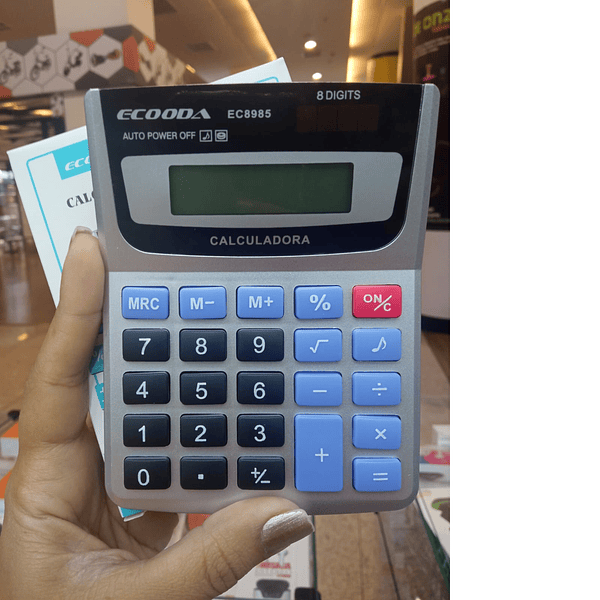 8 DIGITS
ECOODA EC8985
AUTO POWER OFF
CALCULADORA
MRC M− M+ % ON/C
7 8 9 √ ♪
4 5 6 − ÷
1 2 3 + ×
0 . +/− =